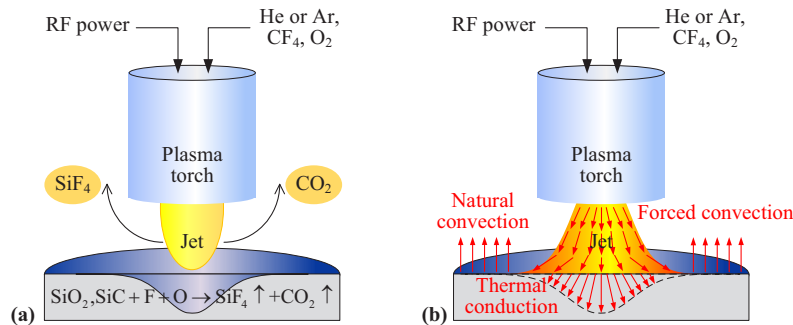 RF power
He or Ar,
CF₄, O₂
Plasma
torch
SiF₄
CO₂
Jet
SiO₂,SiC + F + O → SiF₄ ↑ +CO₂ ↑
(a)
RF power
He or Ar,
CF₄, O₂
Plasma
torch
Natural
convection
Forced convection
Jet
Thermal
conduction
(b)